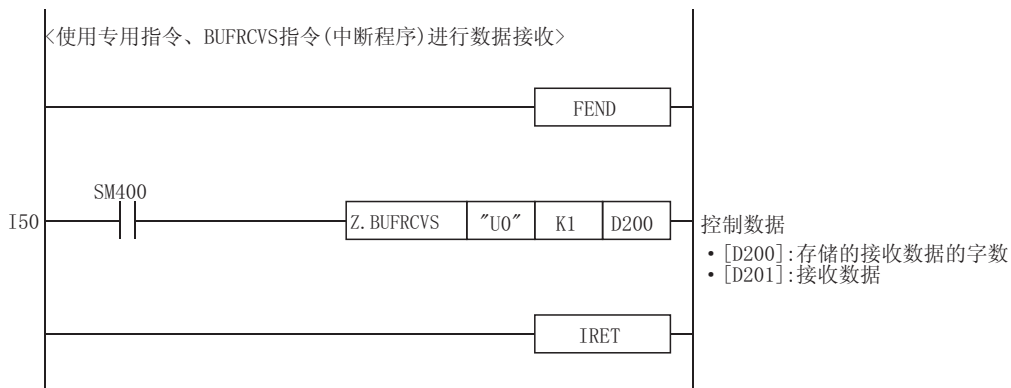 <使用专用指令、BUFRCVS指令(中断程序)进行数据接收>
FEND
SM400
I50 Z.BUFRCVS "U0" K1 D200 控制数据
•[D200]:存储的接收数据的字数
•[D201]:接收数据
IRET